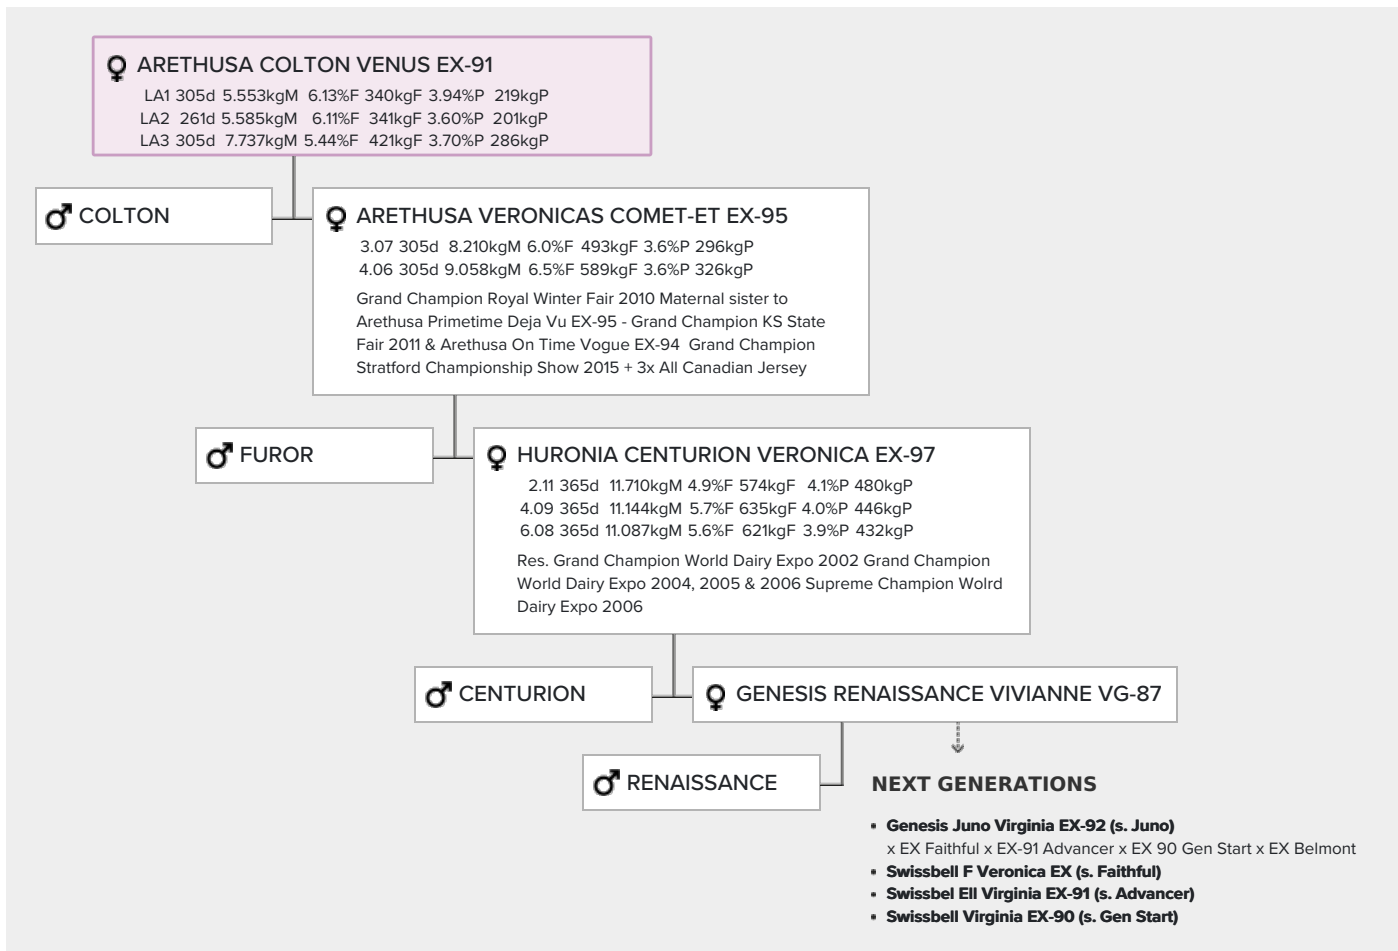 ARETHUSA COLTON VENUS EX-91
LA1 305d 5.553kgM 6.13%F 340kgF 3.94%P 219kgP
LA2 261d 5.585kgM 6.11%F 341kgF 3.60%P 201kgP
LA3 305d 7.737kgM 5.44%F 421kgF 3.70%P 286kgP
COLTON
ARETHUSA VERONICAS COMET-ET EX-95
3.07 305d 8.210kgM 6.0%F 493kgF 3.6%P 296kgP
4.06 305d 9.058kgM 6.5%F 589kgF 3.6%P 326kgP
Grand Champion Royal Winter Fair 2010 Maternal sister to
Arethusa Primetime Deja Vu EX-95 - Grand Champion KS State
Fair 2011 & Arethusa On Time Vogue EX-94 Grand Champion
Stratford Championship Show 2015 + 3x All Canadian Jersey
FUROR
HURONIA CENTURION VERONICA EX-97
2.11 365d 11.710kgM 4.9%F 574kgF 4.1%P 480kgP
4.09 365d 11.144kgM 5.7%F 635kgF 4.0%P 446kgP
6.08 365d 11.087kgM 5.6%F 621kgF 3.9%P 432kgP
Res. Grand Champion World Dairy Expo 2002 Grand Champion
World Dairy Expo 2004, 2005 & 2006 Supreme Champion Wolrd
Dairy Expo 2006
CENTURION
GENESIS RENAISSANCE VIVIANNE VG-87
RENAISSANCE
NEXT GENERATIONS
• Genesis Juno Virginia EX-92 (s. Juno)
x EX Faithful x EX-91 Advancer x EX 90 Gen Start x EX Belmont
• Swissbell F Veronica EX (s. Faithful)
• Swissbel Ell Virginia EX-91 (s. Advancer)
• Swissbell Virginia EX-90 (s. Gen Start)